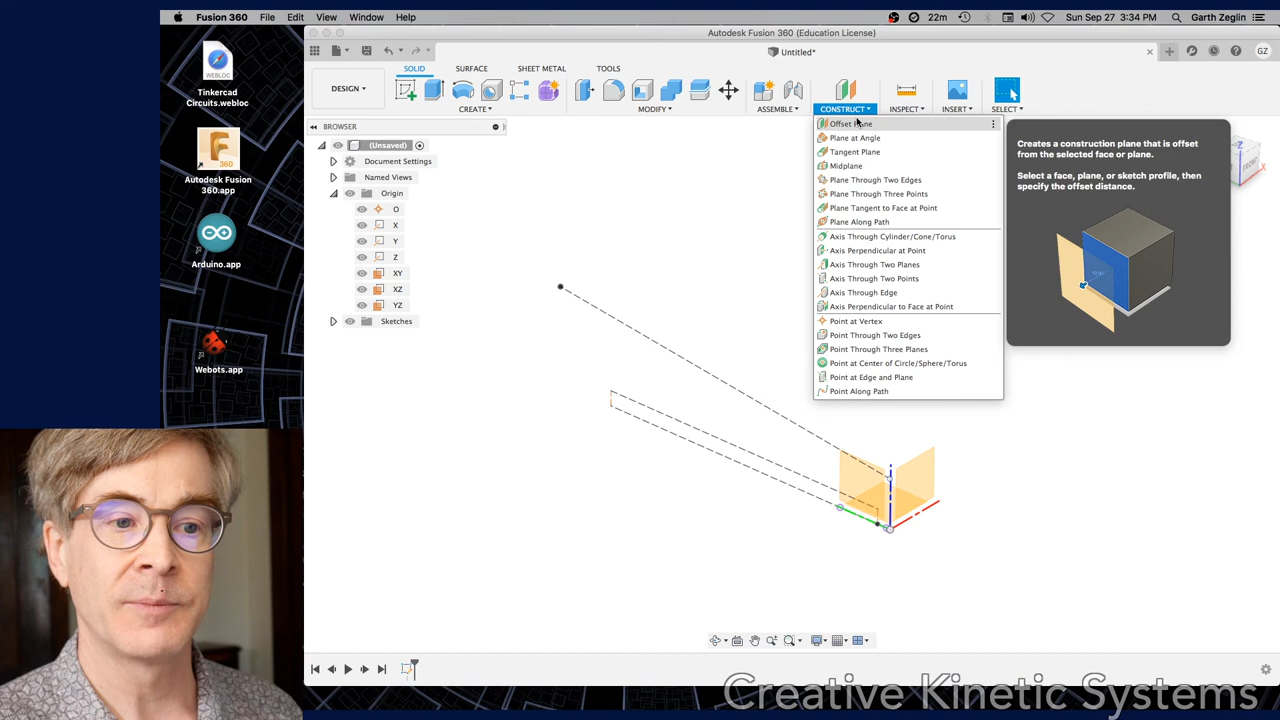 Fusion 360 File Edit View Window Help 22m Sun Sep 27 3:34 PM Garth Zeglin
Autodesk Fusion 360 (Education License)
Untitled*
GZ
SOLID SURFACE SHEET METAL TOOLS
DESIGN
CREATE MODIFY ASSEMBLE CONSTRUCT INSPECT INSERT SELECT
BROWSER
(Unsaved)
Document Settings
Named Views
Origin
O
X
Y
Z
XY
XZ
YZ
Sketches
Offset Plane
Plane at Angle
Tangent Plane
Midplane
Plane Through Two Edges
Plane Through Three Points
Plane Tangent to Face at Point
Plane Along Path
Axis Through Cylinder/Cone/Torus
Axis Perpendicular at Point
Axis Through Two Planes
Axis Through Two Points
Axis Through Edge
Axis Perpendicular to Face at Point
Point at Vertex
Point Through Two Edges
Point Through Three Planes
Point at Center of Circle/Sphere/Torus
Point at Edge and Plane
Point Along Path
Creates a construction plane that is offset
from the selected face or plane.
Select a face, plane, or sketch profile, then
specify the offset distance.
WEBLOC
Tinkercad
Circuits.webloc
360
Autodesk Fusion
360.app
Arduino.app
Webots.app
Creative Kinetic Systems